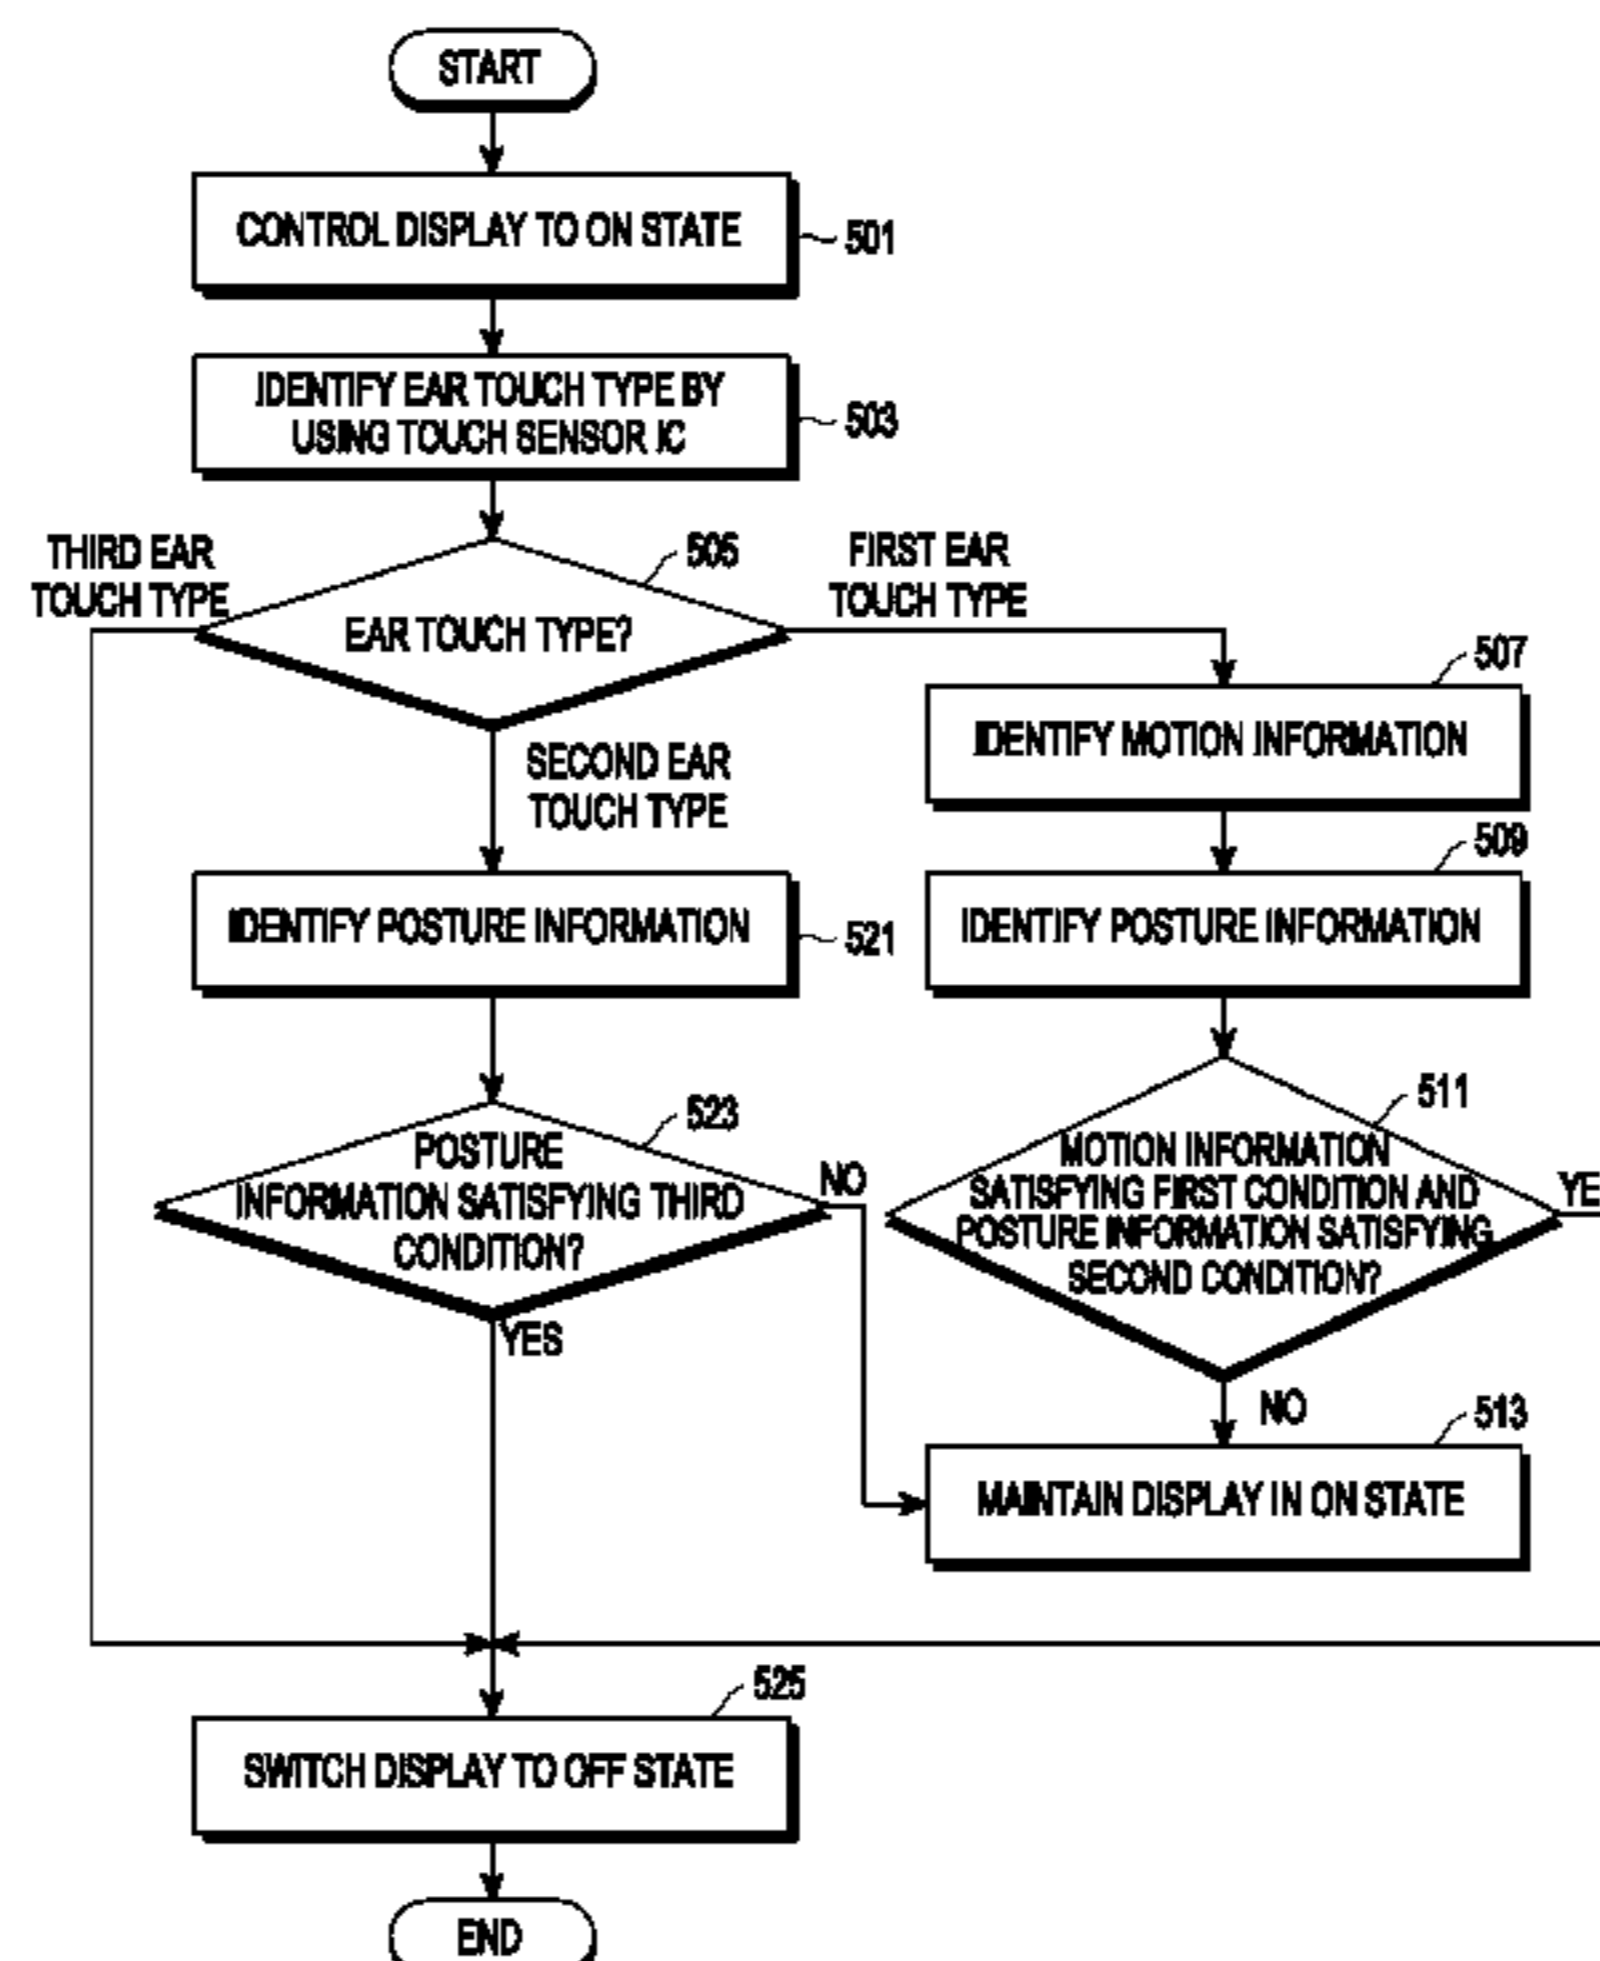 START
CONTROL DISPLAY TO ON STATE
501
IDENTIFY EAR TOUCH TYPE BY
USING TOUCH SENSOR IC
503
THIRD EAR
TOUCH TYPE
505
FIRST EAR
TOUCH TYPE
EAR TOUCH TYPE?
507
IDENTIFY MOTION INFORMATION
SECOND EAR
TOUCH TYPE
509
IDENTIFY POSTURE INFORMATION
521
IDENTIFY POSTURE INFORMATION
523
POSTURE
INFORMATION SATISFYING THIRD
CONDITION?
NO
YES
511
MOTION INFORMATION
SATISFYING FIRST CONDITION AND
POSTURE INFORMATION SATISFYING
SECOND CONDITION?
YE
NO
513
MAINTAIN DISPLAY IN ON STATE
525
SWITCH DISPLAY TO OFF STATE
END